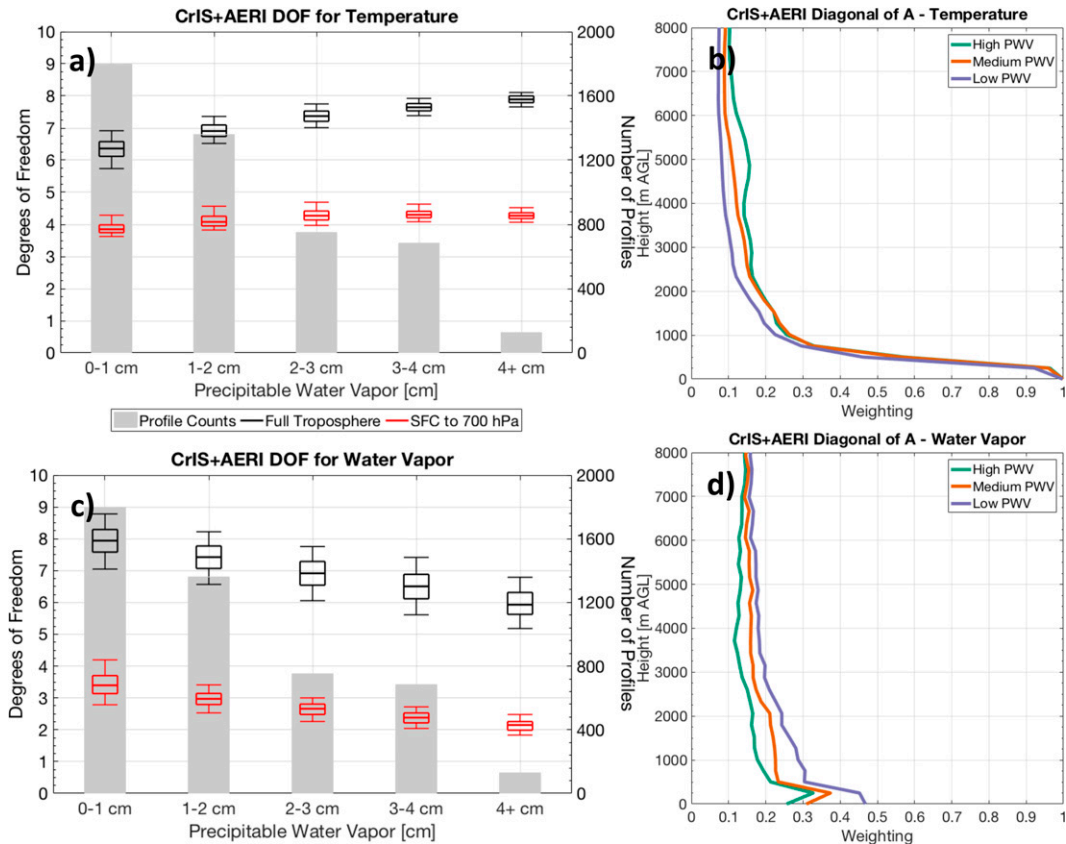 CrIS+AERI DOF for Temperature
a)
10
9
8
7
6
5
4
3
2
1
0
Degrees of Freedom
2000
1600
1200
800
400
0
Number of Profiles
0-1 cm 1-2 cm 2-3 cm 3-4 cm 4+ cm
Precipitable Water Vapor [cm]
CrIS+AERI Diagonal of A - Temperature
b)
High PWV
Medium PWV
Low PWV
8000
7000
6000
5000
4000
3000
2000
1000
0
Height [m AGL]
0 0.1 0.2 0.3 0.4 0.5 0.6 0.7 0.8 0.9 1
Weighting
Profile Counts Full Troposphere SFC to 700 hPa
CrIS+AERI DOF for Water Vapor
c)
10
9
8
7
6
5
4
3
2
1
0
Degrees of Freedom
2000
1600
1200
800
400
0
Number of Profiles
0-1 cm 1-2 cm 2-3 cm 3-4 cm 4+ cm
Precipitable Water Vapor [cm]
CrIS+AERI Diagonal of A - Water Vapor
d)
High PWV
Medium PWV
Low PWV
8000
7000
6000
5000
4000
3000
2000
1000
0
Height [m AGL]
0 0.1 0.2 0.3 0.4 0.5 0.6 0.7 0.8 0.9 1
Weighting